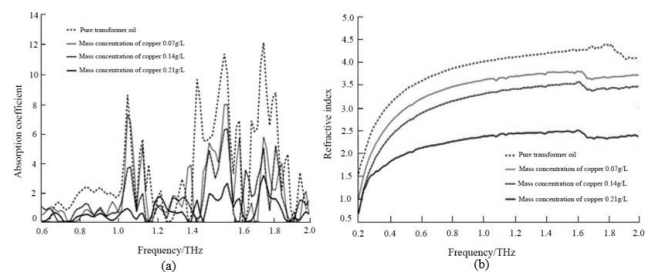 (a)
Absorption coefficient
14
12
10
8
6
4
2
0
Pure transformer oil
Mass concentration of copper 0.07g/L
Mass concentration of copper 0.14g/L
Mass concentration of copper 0.21g/L
0.6 0.8 1.0 1.2 1.4 1.6 1.8 2.0
Frequency/THz
(a)
(b)
Refractive index
5.0
4.5
4.0
3.5
3.0
2.5
2.0
1.5
1.0
0.5
Pure transformer oil
Mass concentration of copper 0.07g/L
Mass concentration of copper 0.14g/L
Mass concentration of copper 0.21g/L
0.2 0.4 0.6 0.8 1.0 1.2 1.4 1.6 1.8 2.0
Frequency/THz
(b)